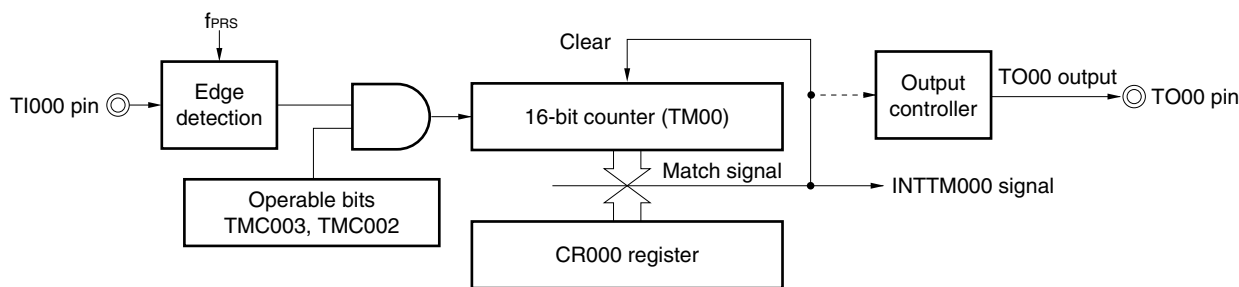 fPRS
Clear
TI000 pin
Edge
detection
16-bit counter (TM00)
Output
controller
TO00 output
TO00 pin
Operable bits
TMC003, TMC002
Match signal
INTTM000 signal
CR000 register